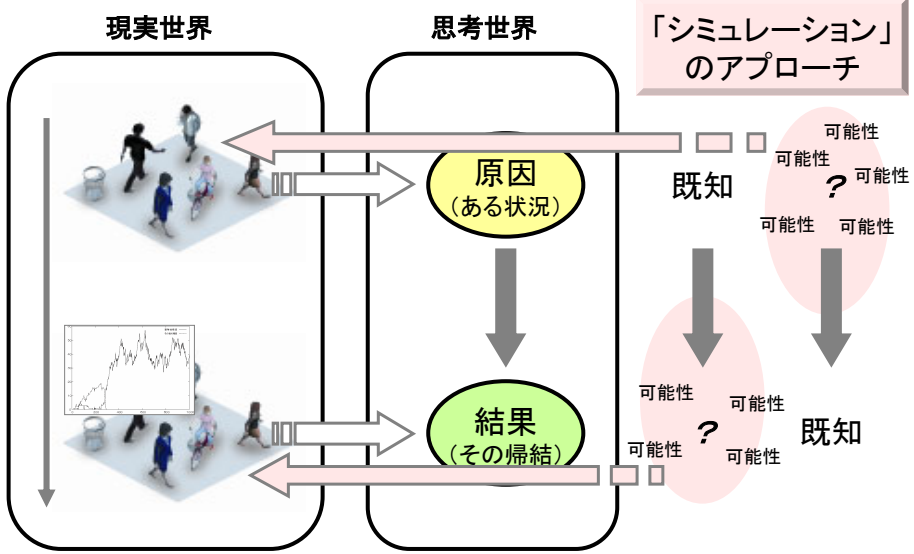 現実世界
思考世界
「シミュレーション」
のアプローチ
原因
(ある状況)
既知
可能性
可能性
?
可能性
可能性
可能性
結果
(その帰結)
可能性
可能性
?
可能性
可能性
既知